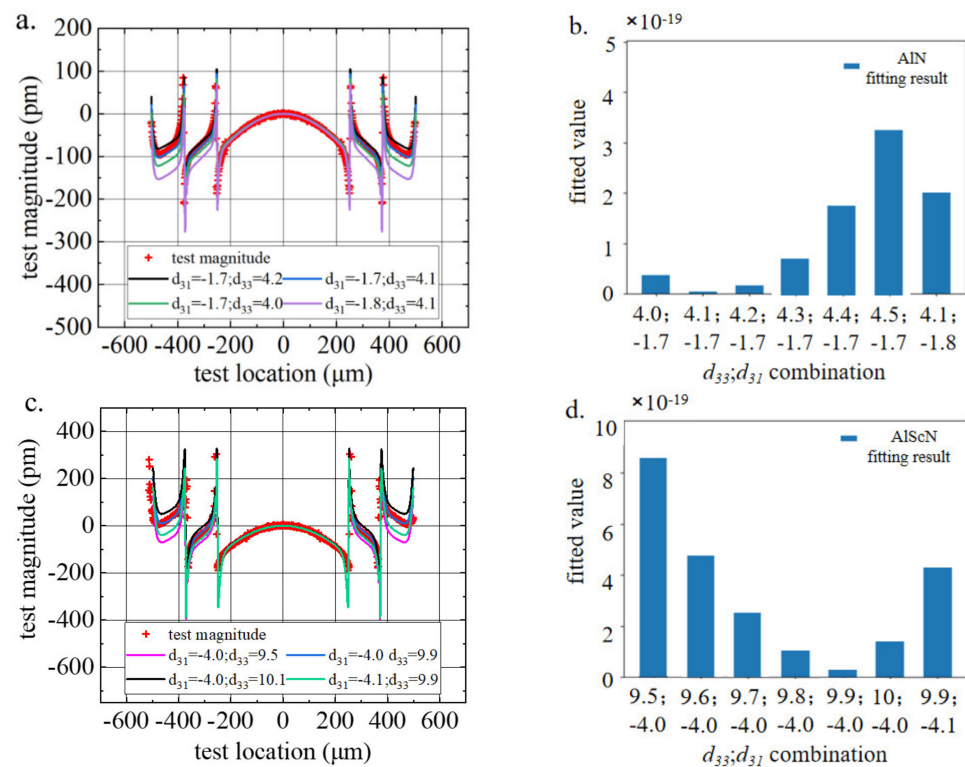 a.
test magnitude (pm)
200
100
0
-100
-200
-300
-400
-500
test magnitude
d31=-1.7;d33=4.2
d31=-1.7;d33=4.1
d31=-1.7;d33=4.0
d31=-1.8;d33=4.1
-600 -400 -200 0 200 400 600
test location (μm)
b.
×10-19
fitted value
5
4
3
2
1
0
AlN
fitting result
4.0; 4.1; 4.2; 4.3; 4.4; 4.5; 4.1;
-1.7 -1.7 -1.7 -1.7 -1.7 -1.7 -1.8
d33;d31 combination
c.
test magnitude (pm)
400
200
0
-200
-400
-600
test magnitude
d31=-4.0;d33=9.5
d31=-4.0 d33=9.9
d31=-4.0;d33=10.1
d31=-4.1;d33=9.9
-600 -400 -200 0 200 400 600
test location (μm)
d.
×10-19
fitted value
10
8
6
4
2
0
AlScN
fitting result
9.5; 9.6; 9.7; 9.8; 9.9; 10; 9.9;
-4.0 -4.0 -4.0 -4.0 -4.0 -4.0 -4.1
d33;d31 combination